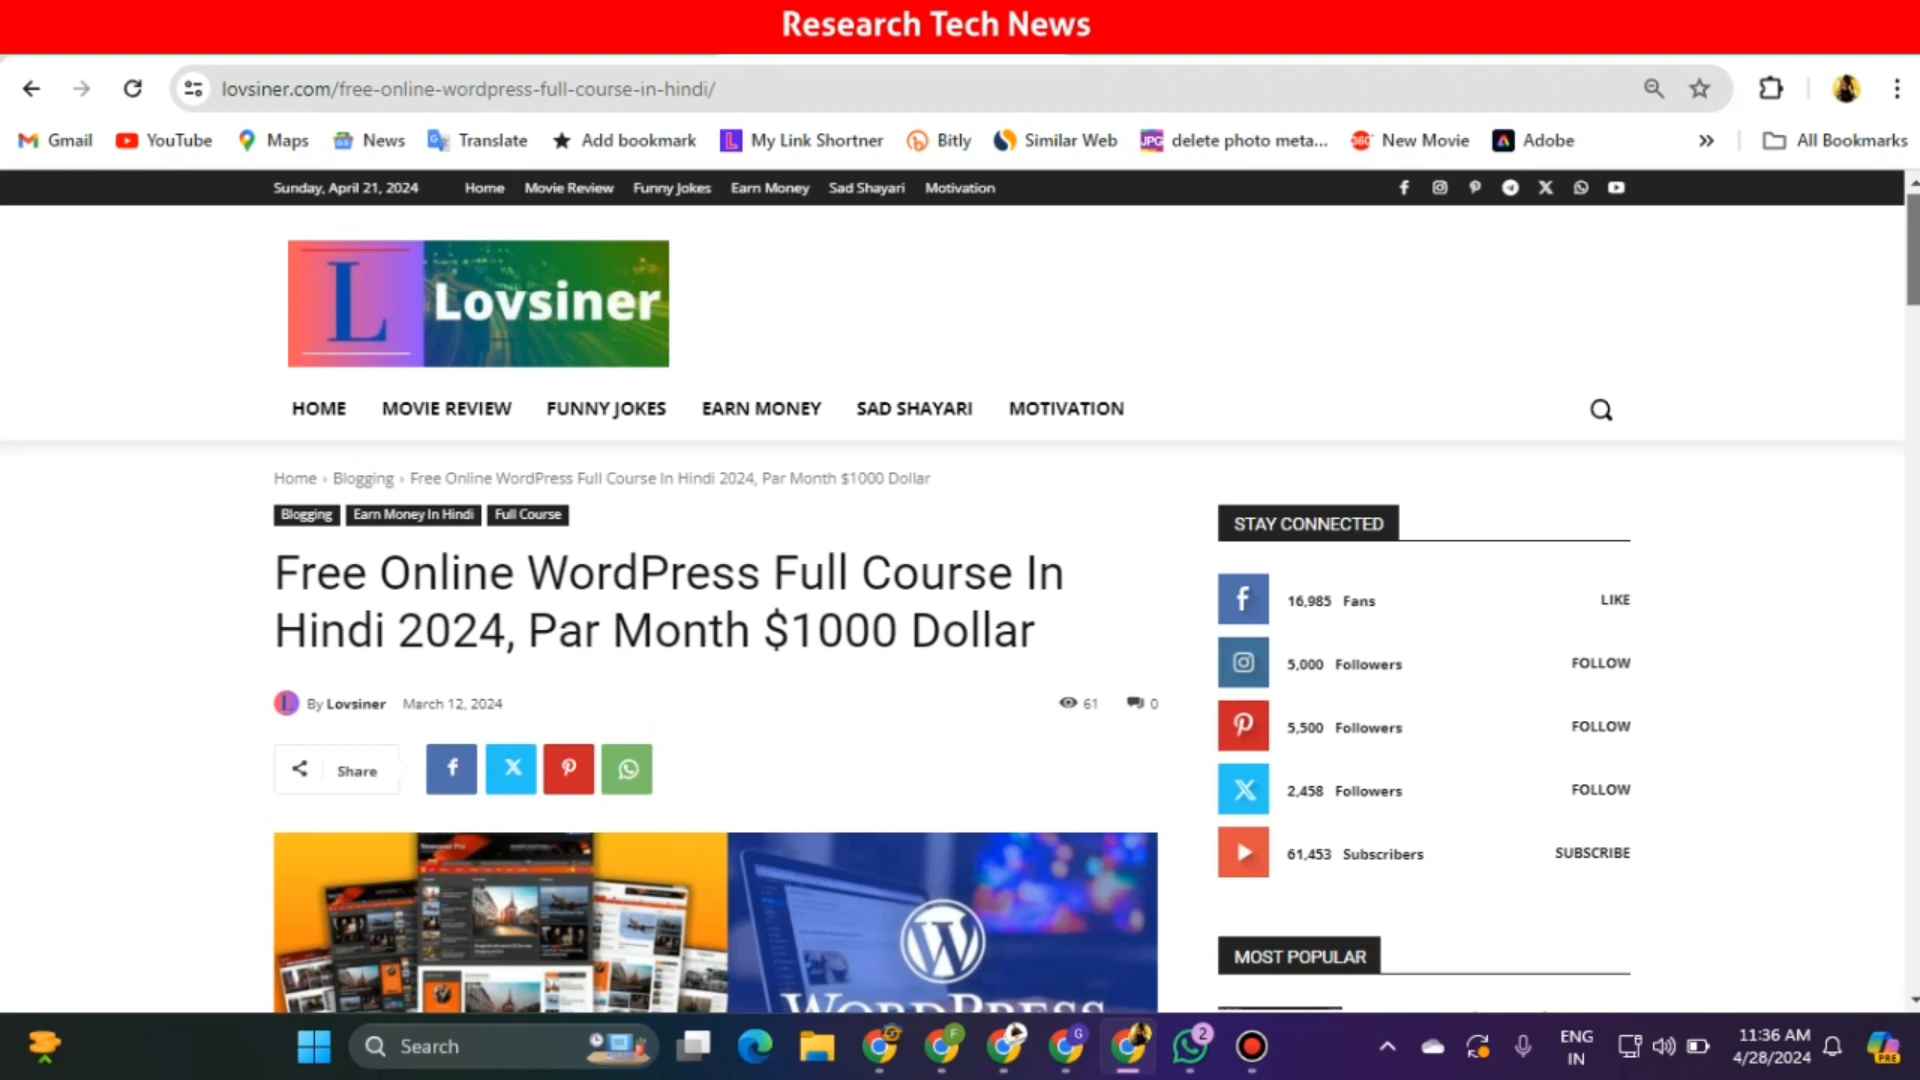 Research Tech News
lovsiner.com/free-online-wordpress-full-course-in-hindi/
Gmail YouTube Maps News Translate Add bookmark My Link Shortner Bitly Similar Web JPG delete photo meta... 360 New Movie Adobe » All Bookmarks
Sunday, April 21, 2024 Home Movie Review Funny Jokes Earn Money Sad Shayari Motivation
L Lovsiner
HOME MOVIE REVIEW FUNNY JOKES EARN MONEY SAD SHAYARI MOTIVATION
Home › Blogging › Free Online WordPress Full Course In Hindi 2024, Par Month $1000 Dollar
Blogging Earn Money In Hindi Full Course
Free Online WordPress Full Course In
Hindi 2024, Par Month $1000 Dollar
By Lovsiner March 12, 2024 61 0
Share
WORDPRESS
STAY CONNECTED
16,985 Fans LIKE
5,000 Followers FOLLOW
5,500 Followers FOLLOW
2,458 Followers FOLLOW
61,453 Subscribers SUBSCRIBE
MOST POPULAR
Search
F G 2
ENG
IN
11:36 AM
4/28/2024
PRE